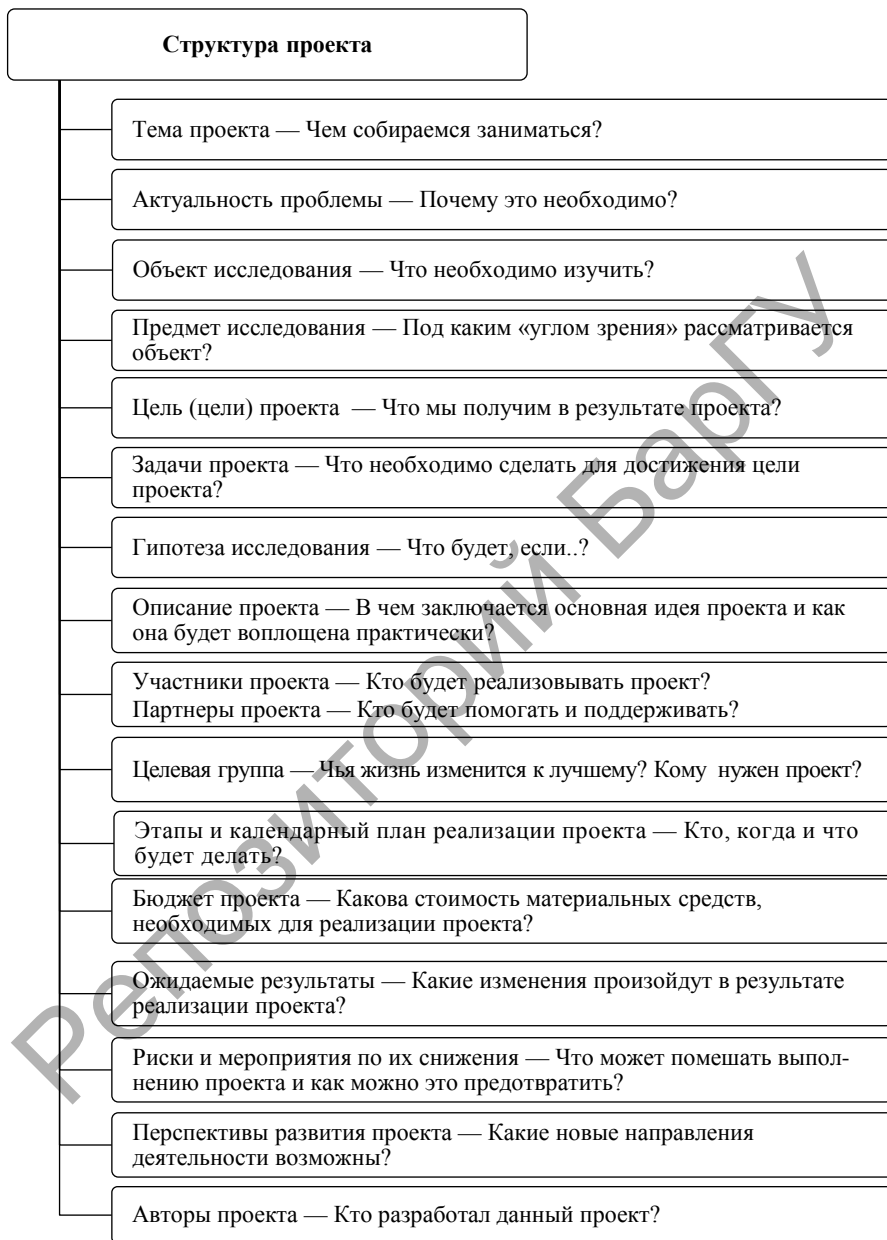 Структура проекта
Тема проекта — Чем собираемся заниматься?
Актуальность проблемы — Почему это необходимо?
Объект исследования — Что необходимо изучить?
Предмет исследования — Под каким «углом зрения» рассматривается
объект?
Цель (цели) проекта — Что мы получим в результате проекта?
Задачи проекта — Что необходимо сделать для достижения цели
проекта?
Гипотеза исследования — Что будет, если..?
Описание проекта — В чем заключается основная идея проекта и как
она будет воплощена практически?
Участники проекта — Кто будет реализовывать проект?
Партнеры проекта — Кто будет помогать и поддерживать?
Целевая группа — Чья жизнь изменится к лучшему? Кому нужен проект?
Этапы и календарный план реализации проекта — Кто, когда и что
будет делать?
Бюджет проекта — Какова стоимость материальных средств,
необходимых для реализации проекта?
Ожидаемые результаты — Какие изменения произойдут в результате
реализации проекта?
Риски и мероприятия по их снижения — Что может помешать выпол-
нению проекта и как можно это предотвратить?
Перспективы развития проекта — Какие новые направления
деятельности возможны?
Авторы проекта — Кто разработал данный проект?
Репозиторий БарГУ